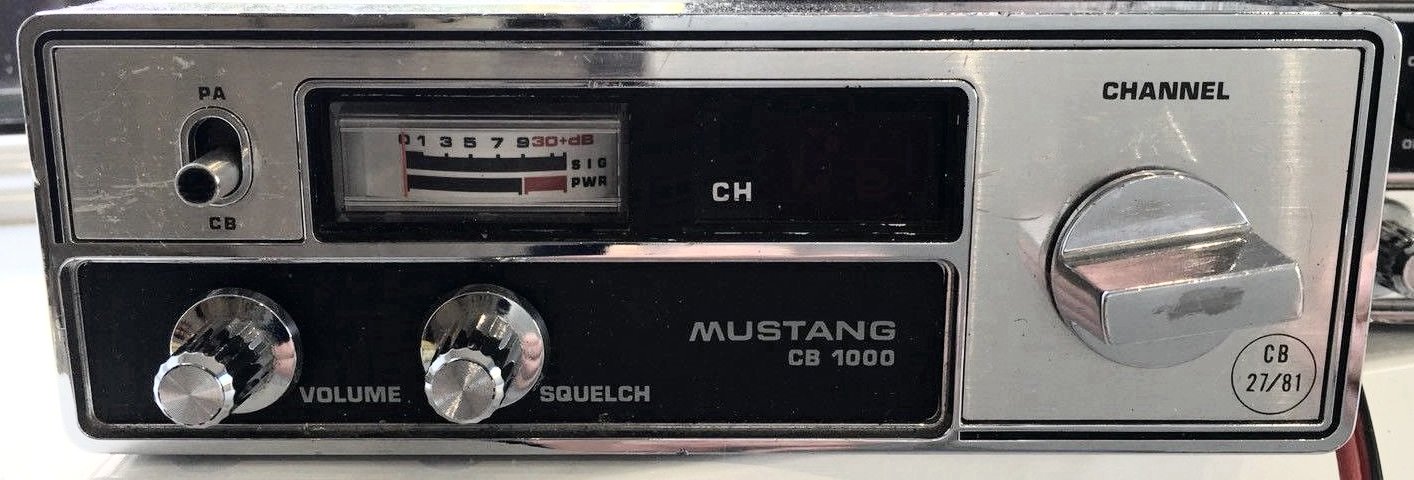 PA
CB
0 1 3 5 7 9 30+dB
SIG
PWR
CH
CHANNEL
VOLUME
SQUELCH
MUSTANG
CB 1000
CB
27/81